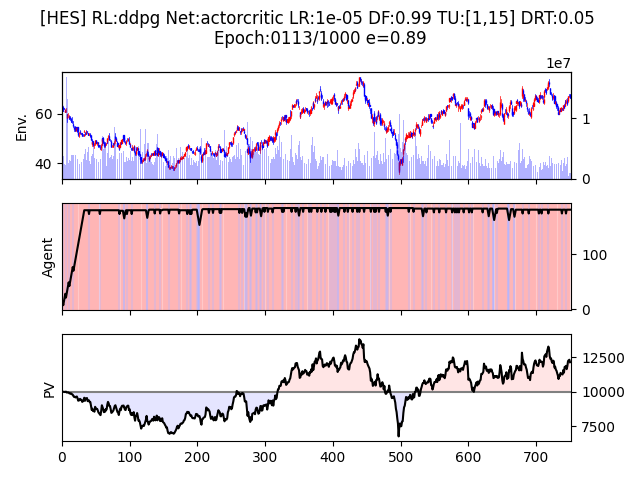 [HES] RL:ddpg Net:actorcritic LR:1e-05 DF:0.99 TU:[1,15] DRT:0.05
Epoch:0113/1000 e=0.89
1e7
Env.
60
40
1
0
Agent
100
0
PV
12500
10000
7500
0 100 200 300 400 500 600 700